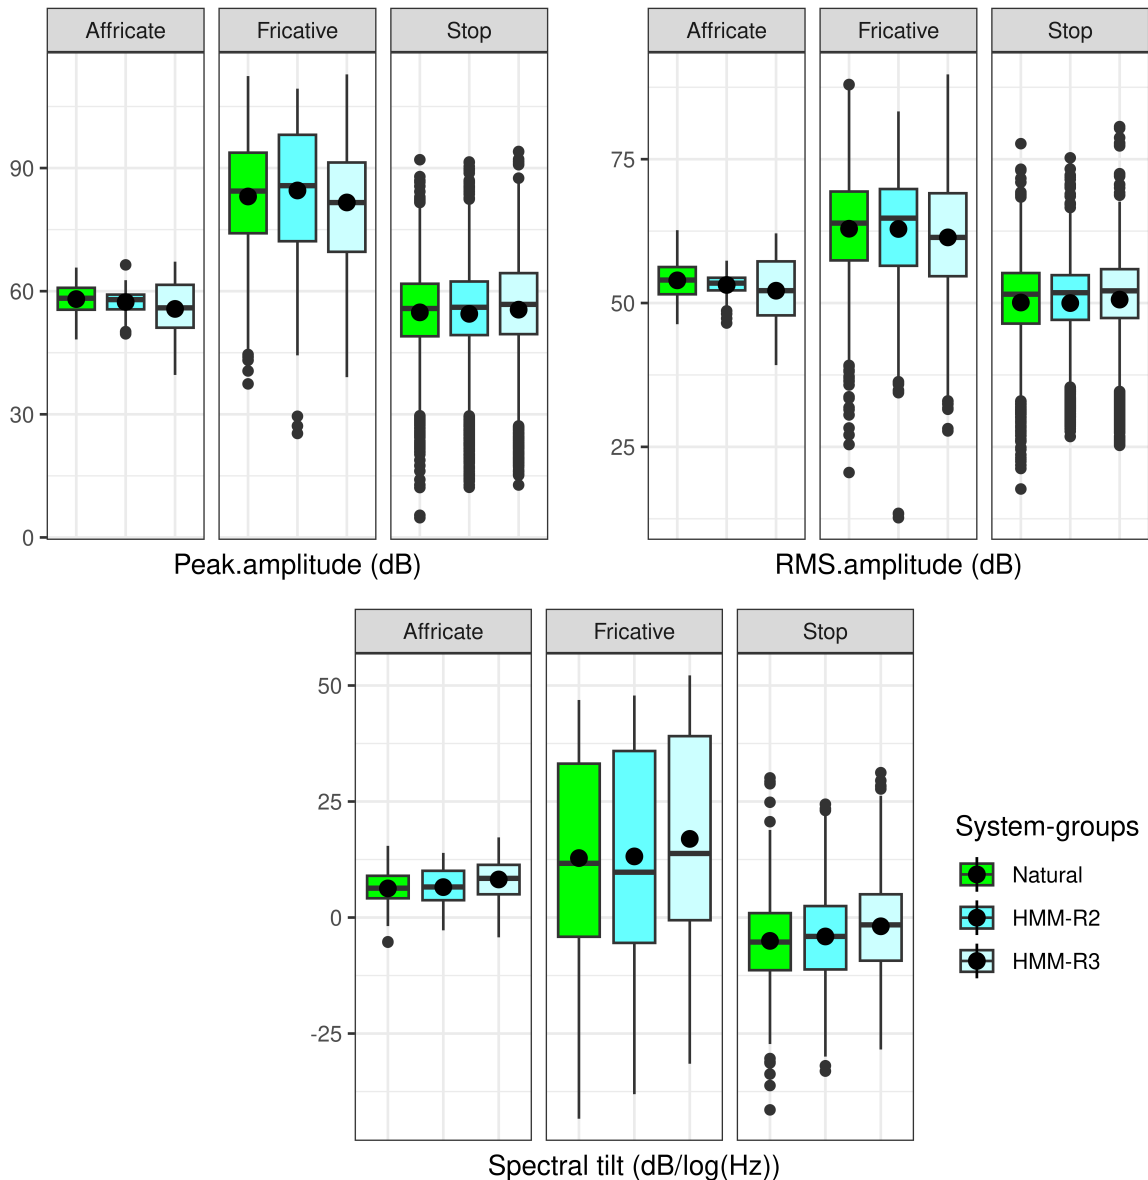 Affricate Fricative Stop
90
60
30
0
Peak.amplitude (dB)
Affricate Fricative Stop
75
50
25
RMS.amplitude (dB)
Affricate Fricative Stop
50
25
0
-25
Spectral tilt (dB/log(Hz))
System-groups
Natural
HMM-R2
HMM-R3